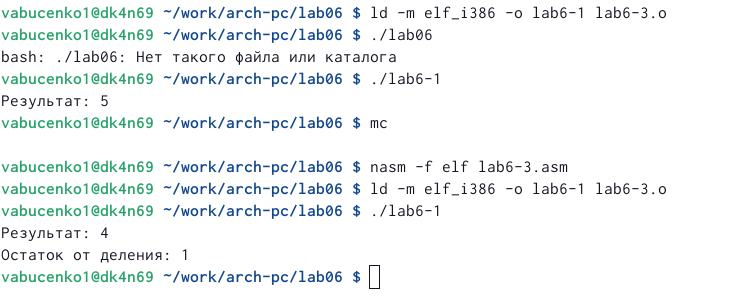 vabucenko1@dk4n69 ~/work/arch-pc/lab06 $ ld -m elf_i386 -o lab6-1 lab6-3.o
vabucenko1@dk4n69 ~/work/arch-pc/lab06 $ ./lab06
bash: ./lab06: Нет такого файла или каталога
vabucenko1@dk4n69 ~/work/arch-pc/lab06 $ ./lab6-1
Результат: 5
vabucenko1@dk4n69 ~/work/arch-pc/lab06 $ mc
vabucenko1@dk4n69 ~/work/arch-pc/lab06 $ nasm -f elf lab6-3.asm
vabucenko1@dk4n69 ~/work/arch-pc/lab06 $ ld -m elf_i386 -o lab6-1 lab6-3.o
vabucenko1@dk4n69 ~/work/arch-pc/lab06 $ ./lab6-1
Результат: 4
Остаток от деления: 1
vabucenko1@dk4n69 ~/work/arch-pc/lab06 $